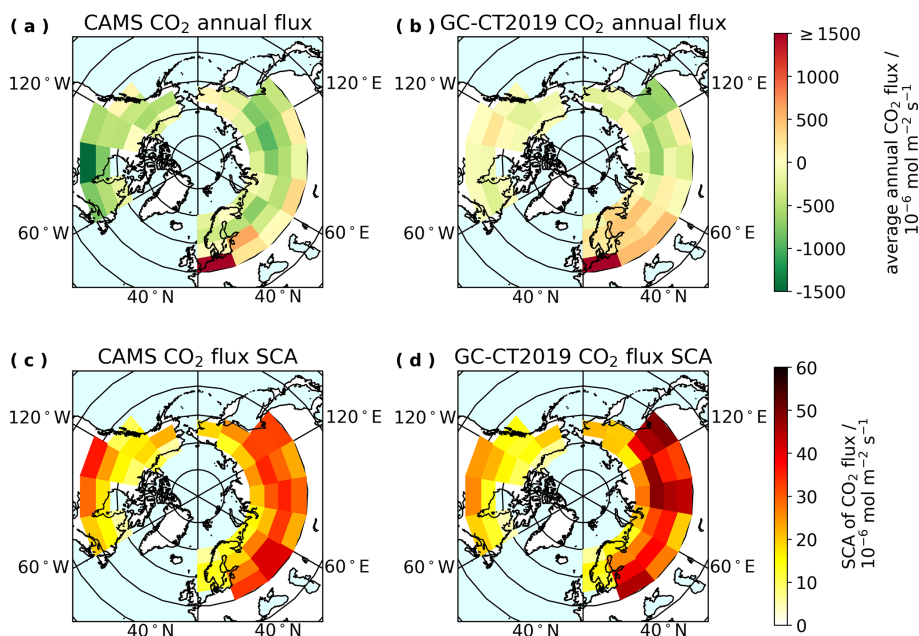 ( a ) CAMS CO₂ annual flux
( b ) GC-CT2019 CO₂ annual flux
120°W
120°E
60°W
60°E
40°N
40°N
120°W
120°E
60°W
60°E
40°N
40°N
≥ 1500
1000
500
0
-500
-1000
-1500
average annual CO₂ flux /
10⁻⁶ mol m⁻² s⁻¹
( c ) CAMS CO₂ flux SCA
( d ) GC-CT2019 CO₂ flux SCA
120°W
120°E
60°W
60°E
40°N
40°N
120°W
120°E
60°W
60°E
40°N
40°N
60
50
40
30
20
10
0
SCA of CO₂ flux /
10⁻⁶ mol m⁻² s⁻¹